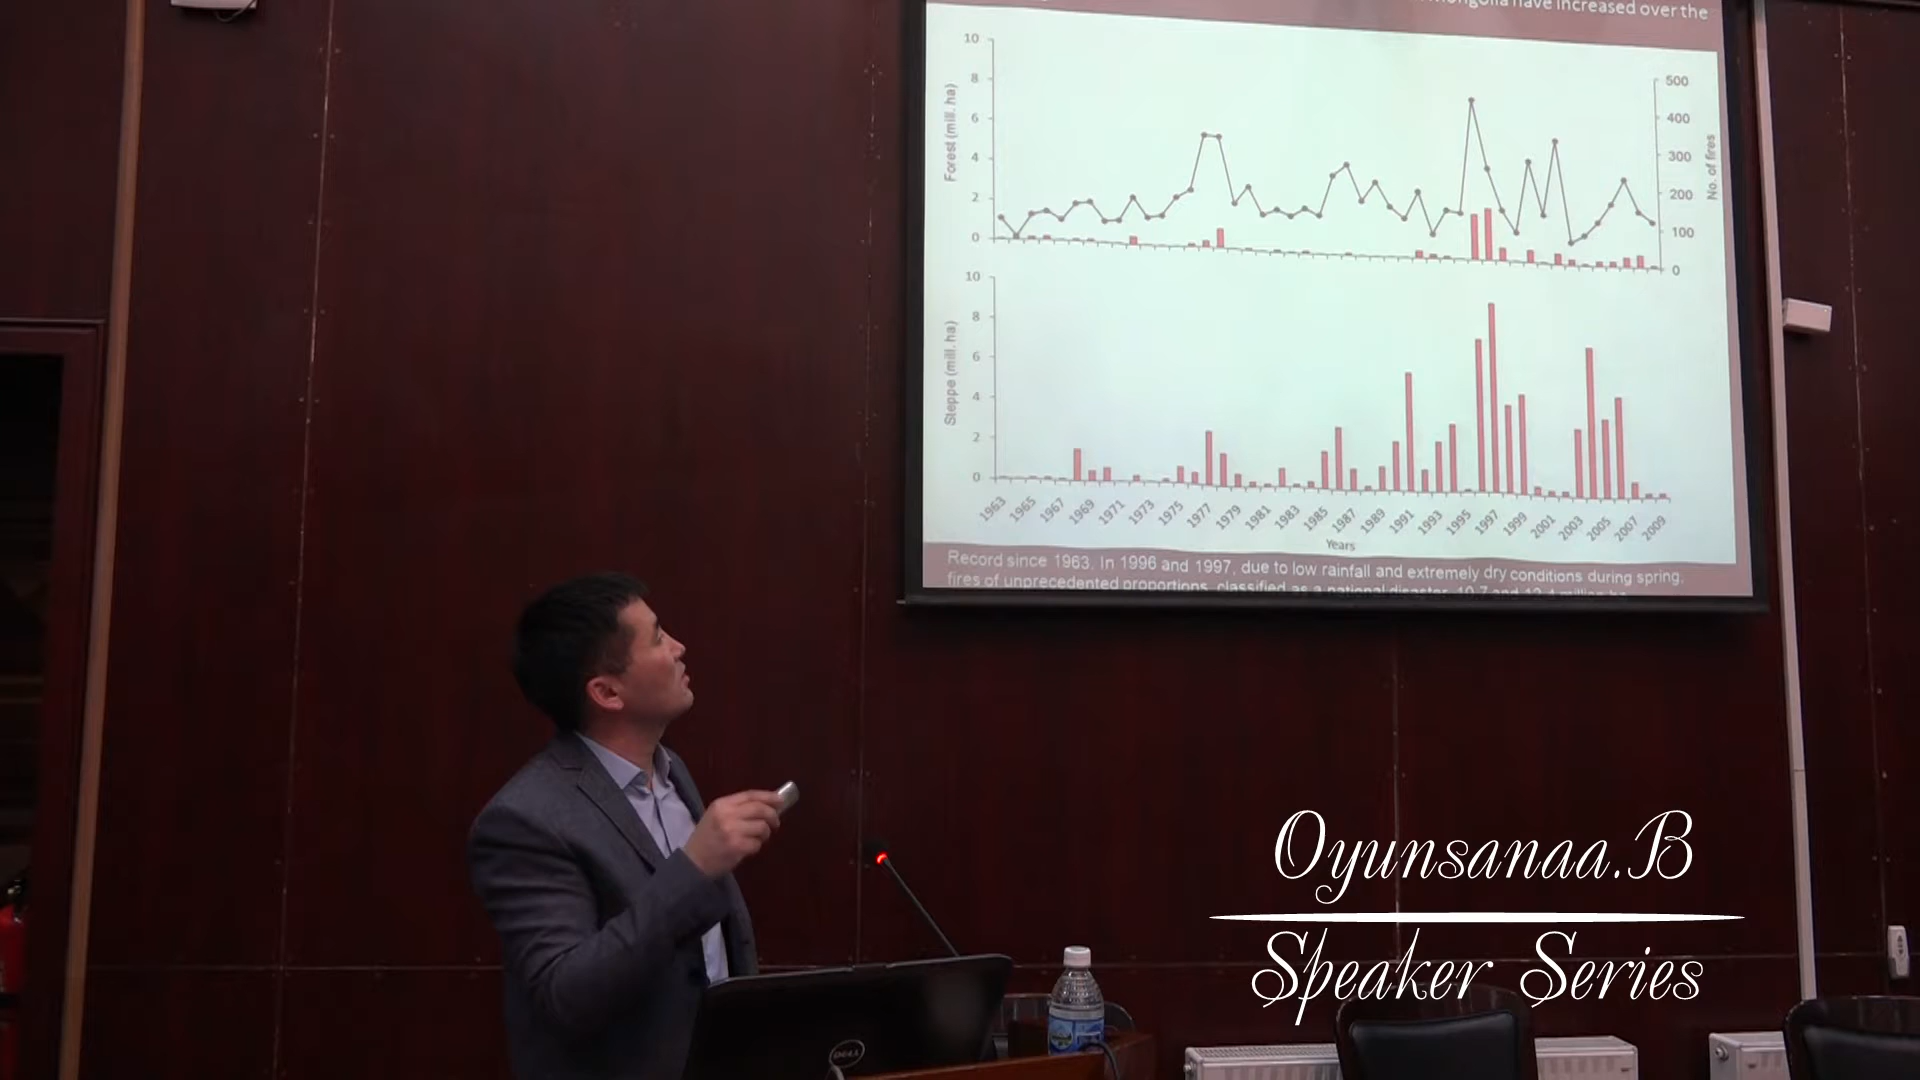 have increased over the
10
8
6
4
2
0
Forest (mill. ha)
500
400
300
200
100
0
No. of fires
10
8
6
4
2
0
Steppe (mill. ha)
1963 1965 1967 1969 1971 1973 1975 1977 1979 1981 1983 1985 1987 1989 1991 1993 1995 1997 1999 2001 2003 2005 2007 2009
Years
Record since 1963. In 1996 and 1997, due to low rainfall and extremely dry conditions during spring,
fires of unprecedented proportions, classified as a national disaster,
Oyunsanaa.B
Speaker Series
DELL